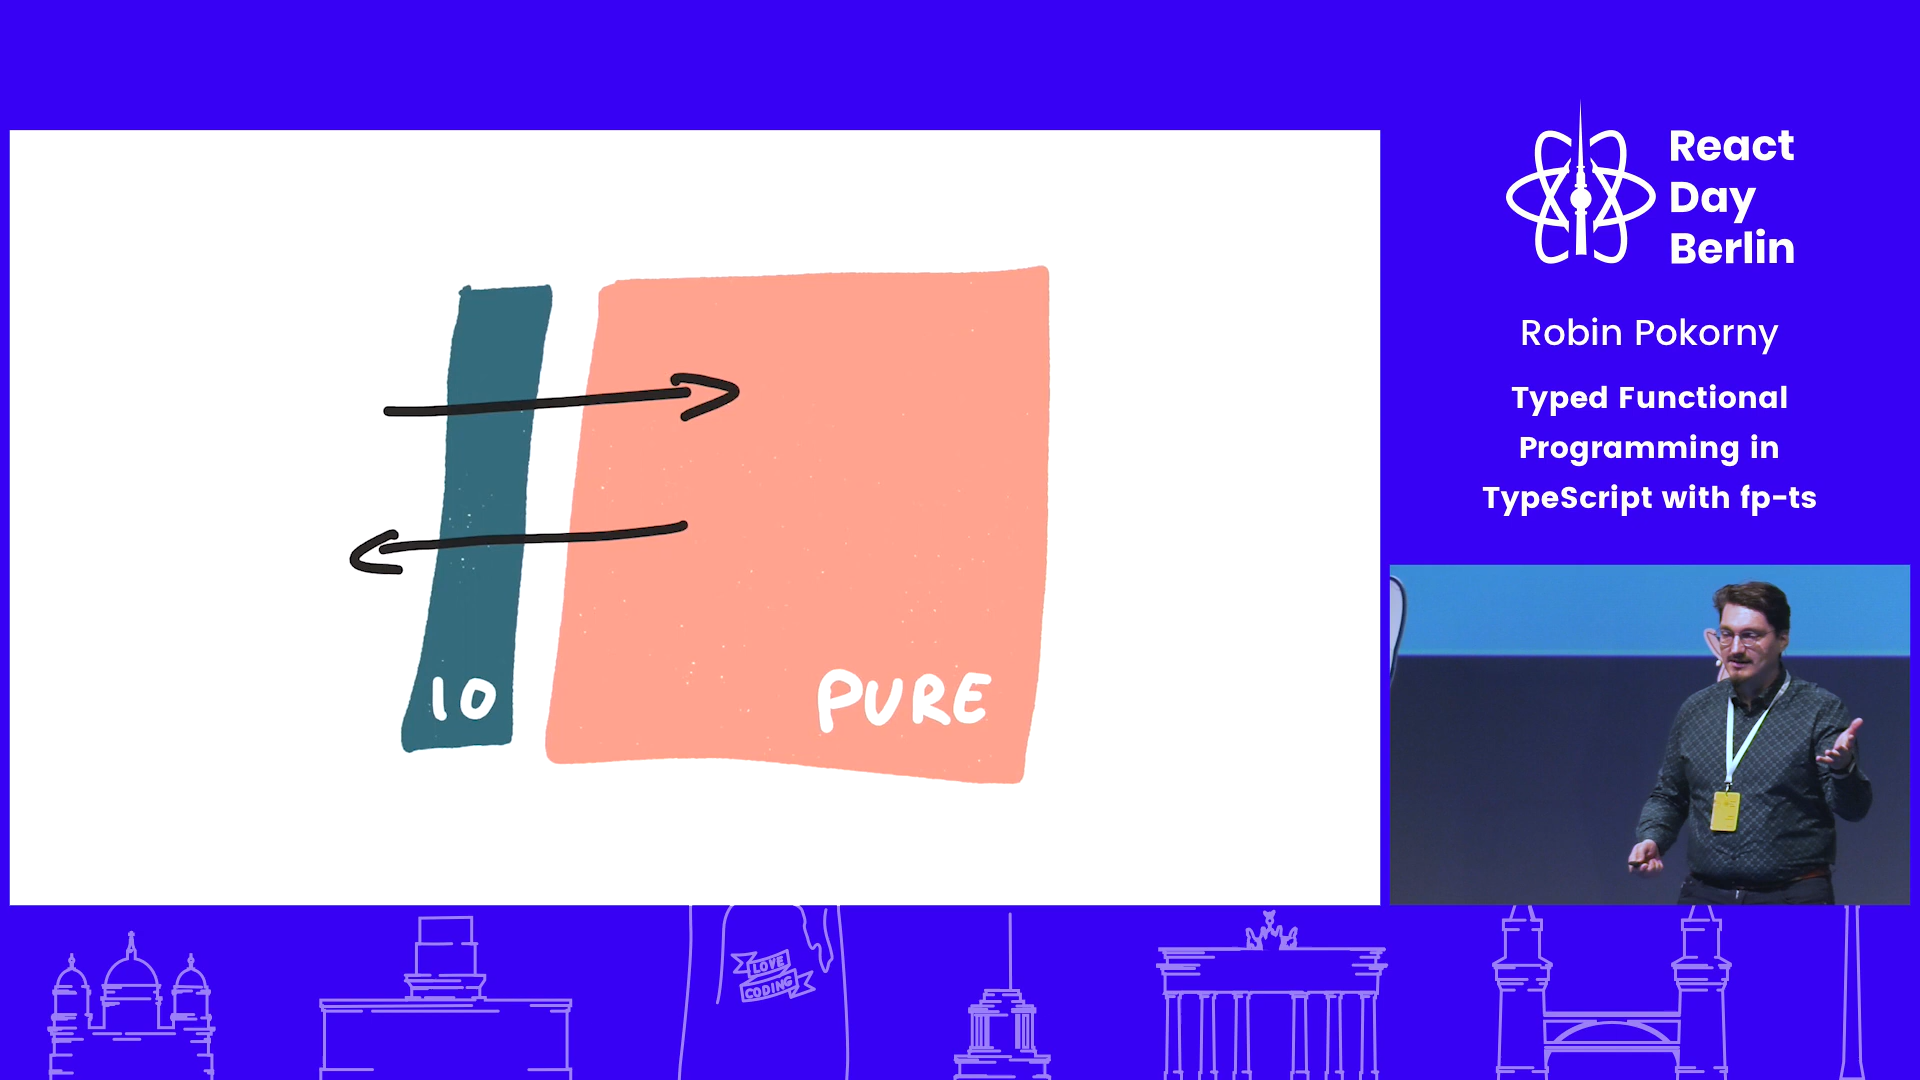 IO
PURE
React
Day
Berlin
Robin Pokorny
Typed Functional
Programming in
TypeScript with fp-ts
LOVE
CODING